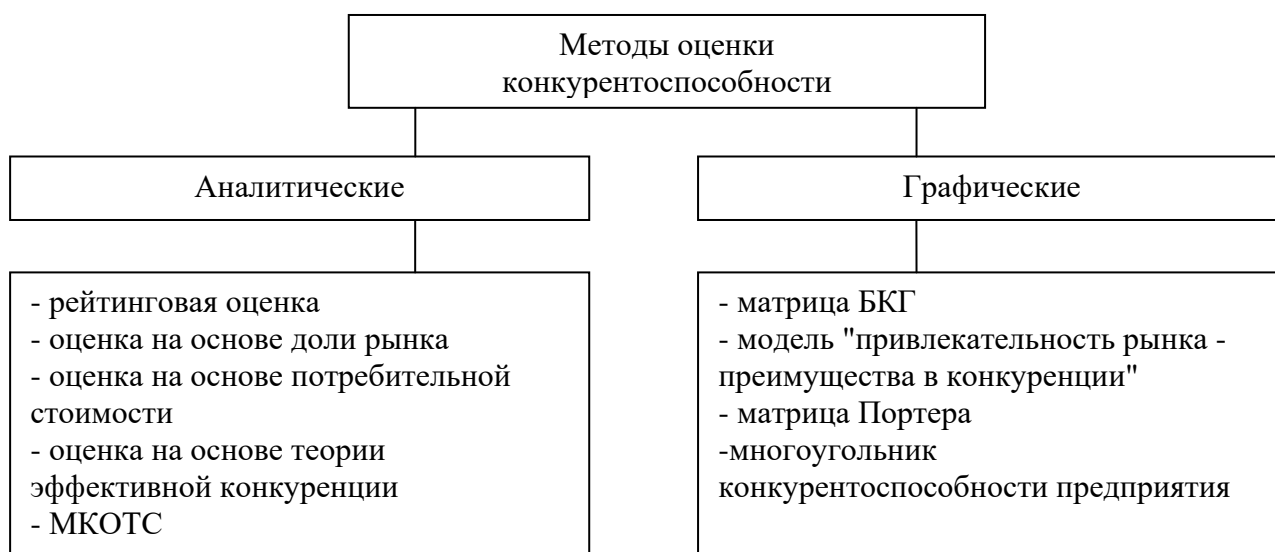 Методы оценки
конкурентоспособности
Аналитические
Графические
- рейтинговая оценка
- оценка на основе доли рынка
- оценка на основе потребительной
стоимости
- оценка на основе теории
эффективной конкуренции
- МКОТС
- матрица БКГ
- модель "привлекательность рынка -
преимущества в конкуренции"
- матрица Портера
-многоугольник
конкурентоспособности предприятия